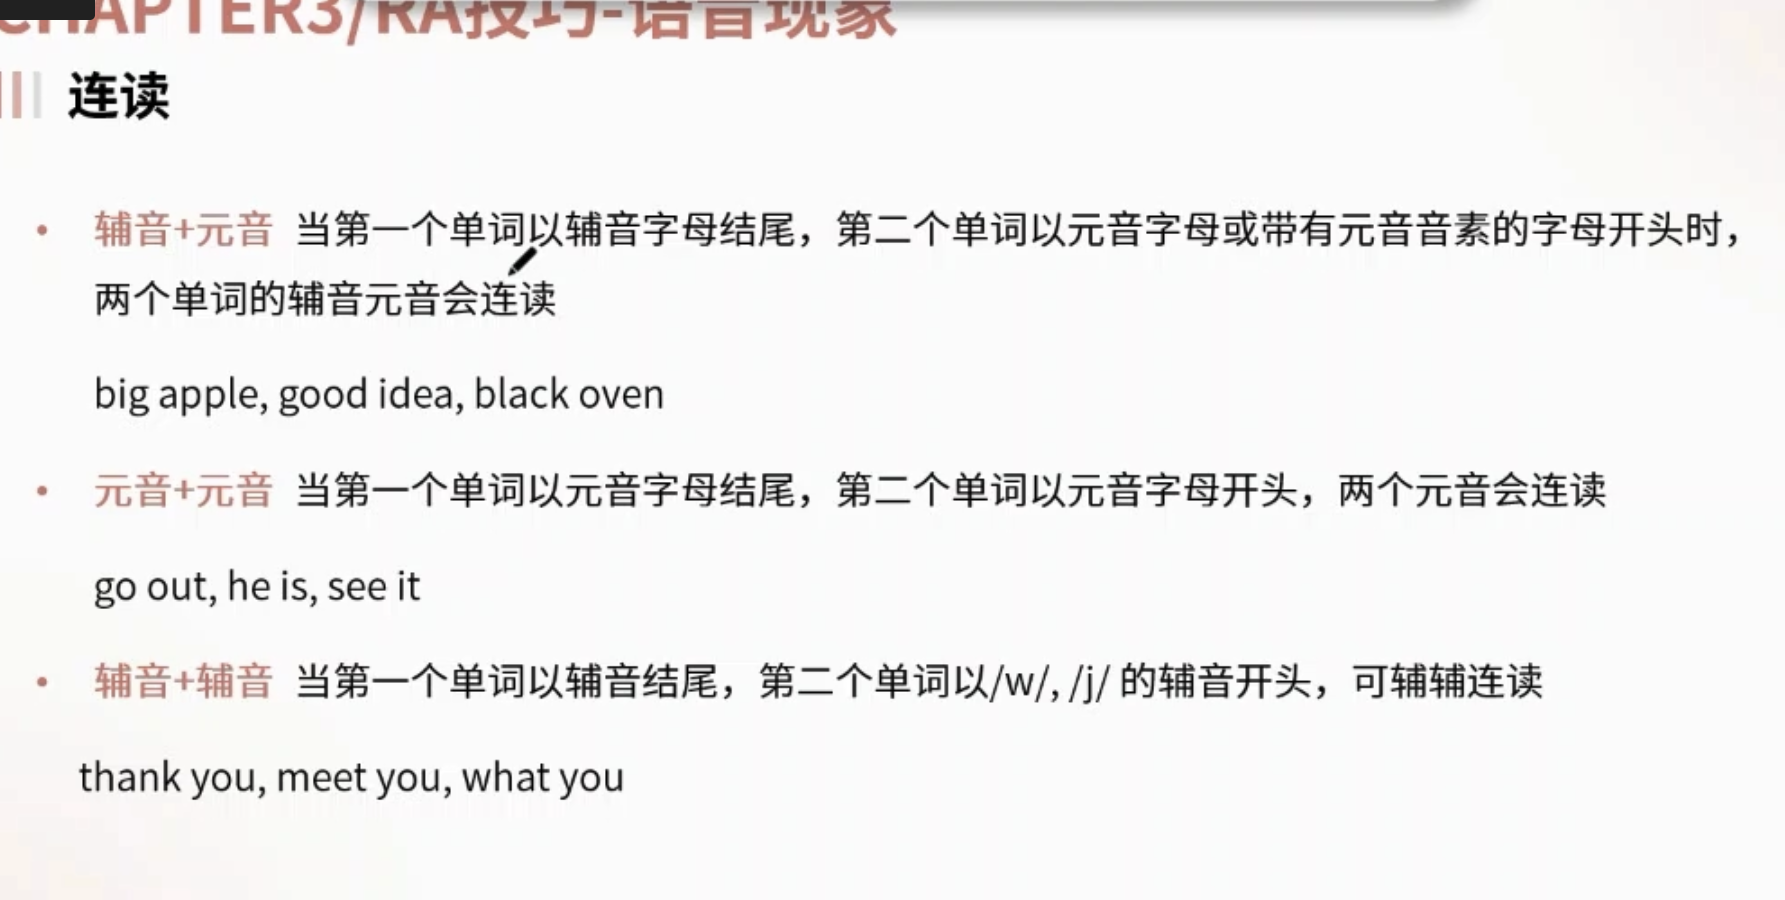 CHAPTER3/RA技巧-语音现象
连读
• 辅音+元音 当第一个单词以辅音字母结尾，第二个单词以元音字母或带有元音音素的字母开头时，
两个单词的辅音元音会连读
big apple, good idea, black oven
• 元音+元音 当第一个单词以元音字母结尾，第二个单词以元音字母开头，两个元音会连读
go out, he is, see it
• 辅音+辅音 当第一个单词以辅音结尾，第二个单词以/w/, /j/ 的辅音开头，可辅辅连读
thank you, meet you, what you